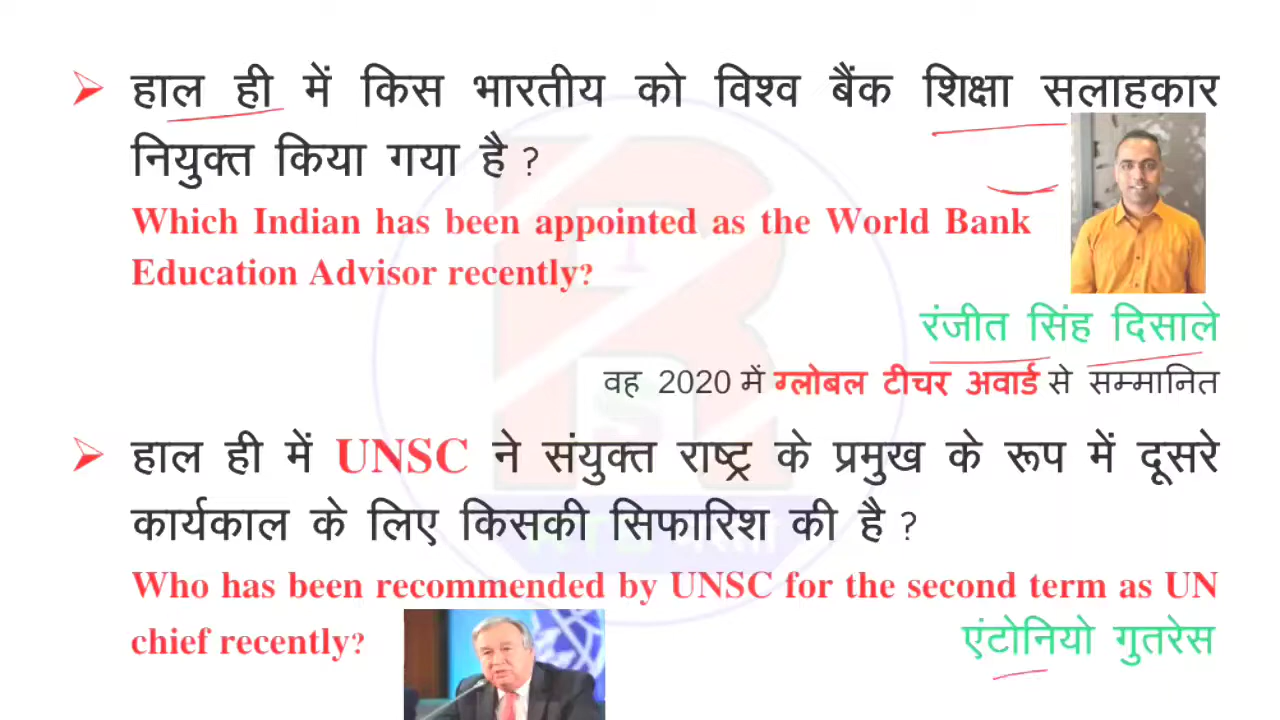 हाल ही में किस भारतीय को विश्व बैंक शिक्षा सलाहकार
नियुक्त किया गया है ?
Which Indian has been appointed as the World Bank
Education Advisor recently?
रंजीत सिंह दिसाले
वह 2020 में ग्लोबल टीचर अवार्ड से सम्मानित
हाल ही में UNSC ने संयुक्त राष्ट्र के प्रमुख के रूप में दूसरे
कार्यकाल के लिए किसकी सिफारिश की है ?
Who has been recommended by UNSC for the second term as UN
chief recently?
एंटोनियो गुतरेस